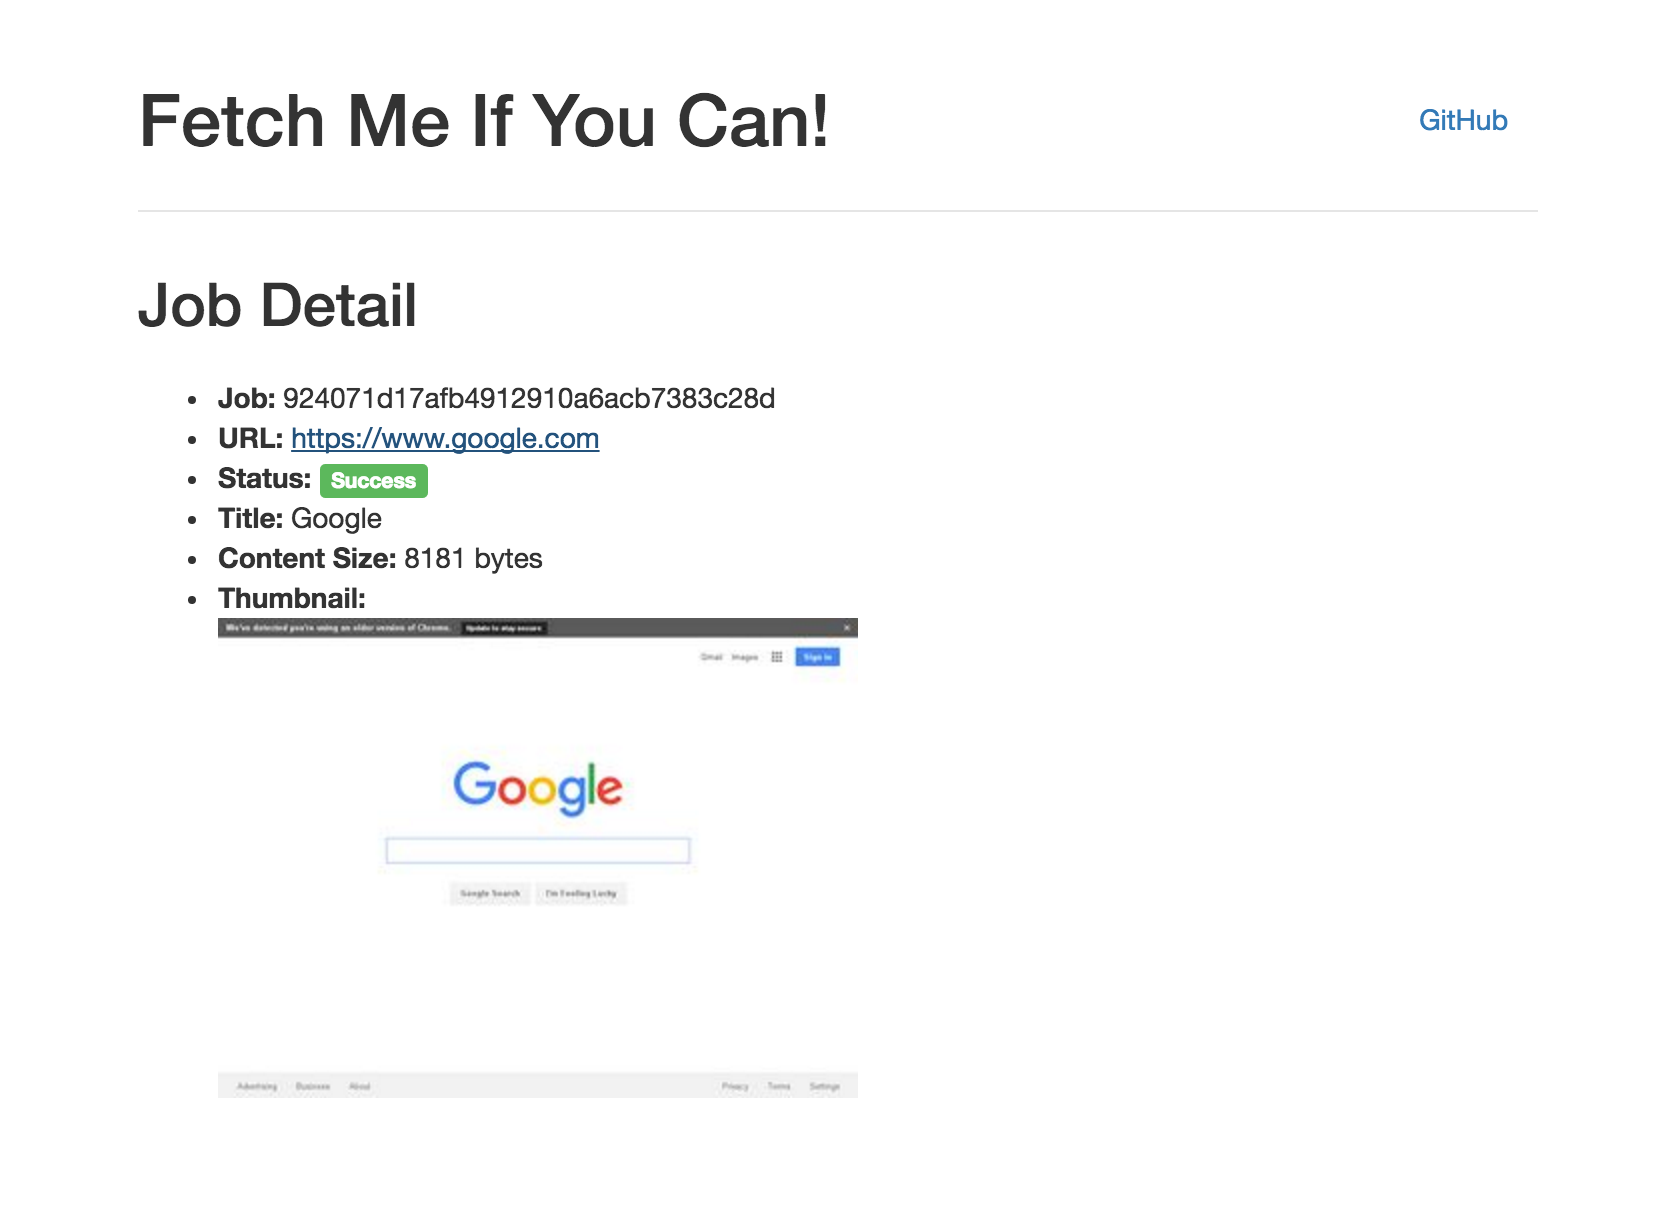 Fetch Me If You Can!
GitHub
Job Detail
Job: 924071d17afb4912910a6acb7383c28d
URL: https://www.google.com
Status: Success
Title: Google
Content Size: 8181 bytes
Thumbnail:
We've detected you're using an older version of Chrome. Update to stay secure ×
Gmail Images Sign in
Google
Google Search I'm Feeling Lucky
Advertising Business About Privacy Terms Settings